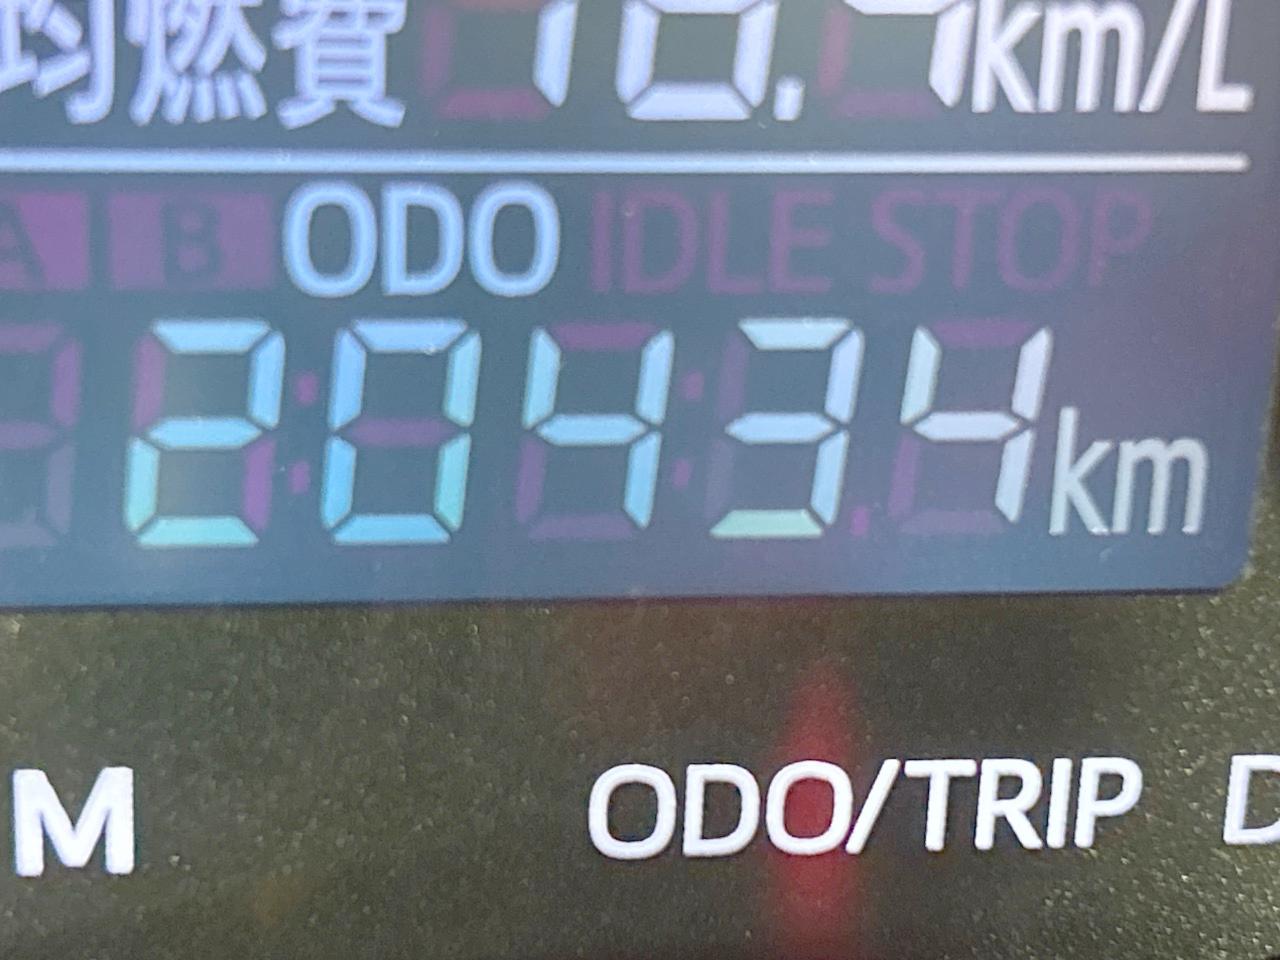 均燃費 km/L
A B ODO IDLE STOP
20434 km
M ODO/TRIP